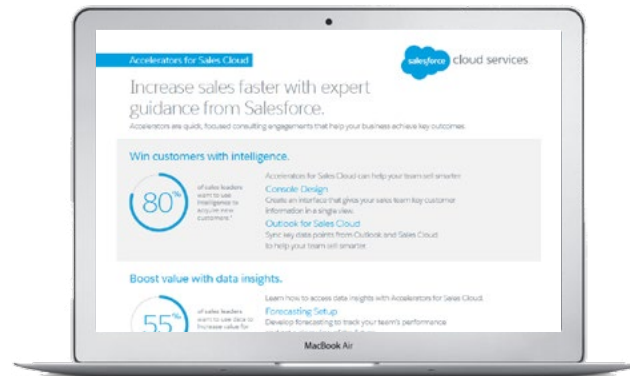 Accelerators for Sales Cloud
salesforce cloud services
Increase sales faster with expert
guidance from Salesforce.
Accelerators are quick, focused consulting engagements that help your business achieve key outcomes.
Win customers with intelligence.
80%
of sales leaders
want to use
intelligence to
acquire new
customers.*
Accelerators for Sales Cloud can help your team sell smarter.
Console Design
Create an interface that gives your sales team key customer
information in a single view.
Outlook for Sales Cloud
Sync key data points from Outlook and Sales Cloud
to help your team sell smarter.
Boost value with data insights.
55%
of sales leaders
want to use data to
increase value for
Learn how to access data insights with Accelerators for Sales Cloud.
Forecasting Setup
Develop forecasting to track your team's performance
MacBook Air